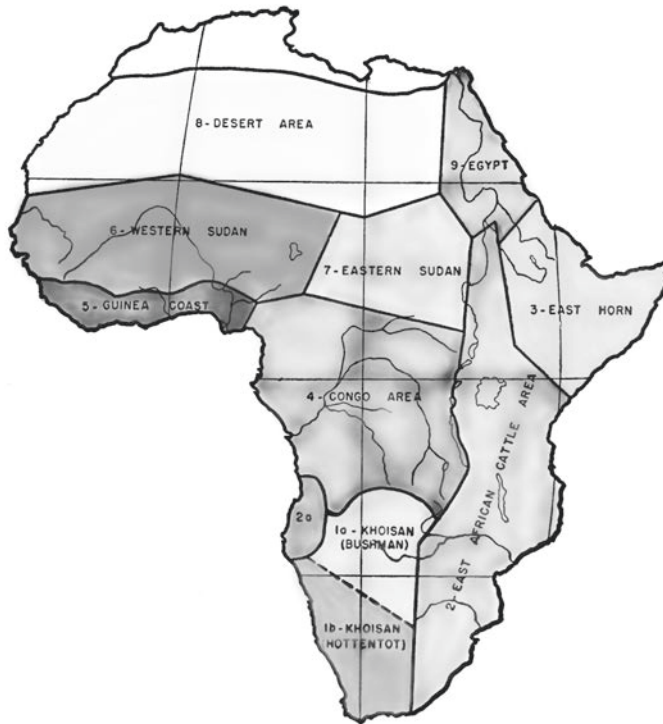 8-DESERT AREA
9-EGYPT
6-WESTERN SUDAN
7-EASTERN SUDAN
5-GUINEA COAST
3-EAST HORN
4-CONGO AREA
2-EAST AFRICAN CATTLE AREA
2a
1a-KHOISAN
(BUSHMAN)
1b-KHOISAN
(HOTTENTOT)